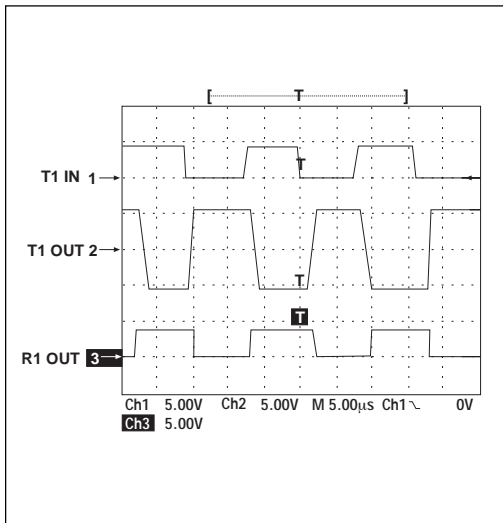 [ T ]
T
T1 IN 1
T1 OUT 2
T
T
R1 OUT 3
Ch1 5.00V Ch2 5.00V M 5.00µs Ch1 0V
Ch3 5.00V